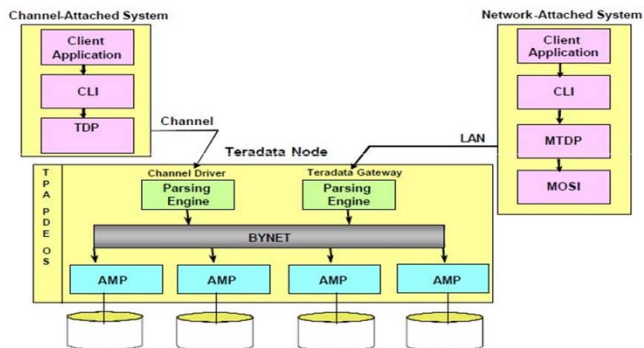 Channel-Attached System
Client
Application
CLI
TDP
Channel
Network-Attached System
Client
Application
CLI
MTDP
MOSI
LAN
Teradata Node
T
P
A
P
D
E
OS
Channel Driver
Parsing
Engine
Teradata Gateway
Parsing
Engine
BYNET
AMP
AMP
AMP
AMP